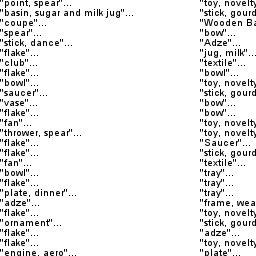 "point, spear"... "toy, novelty
"basin, sugar and milk jug"... "stick, gourd
"coupe"... "Wooden Ba
"spear"... "bow"...
"stick, dance"... "Adze"...
"flake"... "jug, milk"...
"club"... "textile"...
"flake"... "bowl"...
"bowl"... "toy, novelty
"saucer"... "stick, gourd
"vase"... "bow"...
"flake"... "bow"...
"fan"... "toy, novelty
"thrower, spear"... "toy, novelty
"flake"... "Saucer"...
"flake"... "stick, gourd
"fan"... "textile"...
"bowl"... "tray"...
"flake"... "tray"...
"plate, dinner"... "tray"...
"adze"... "frame, wea
"flake"... "toy, novelty
"ornament"... "stick, gourd
"flake"... "adze"...
"flake"... "toy, novelty
"engine, aero"... "plate"...